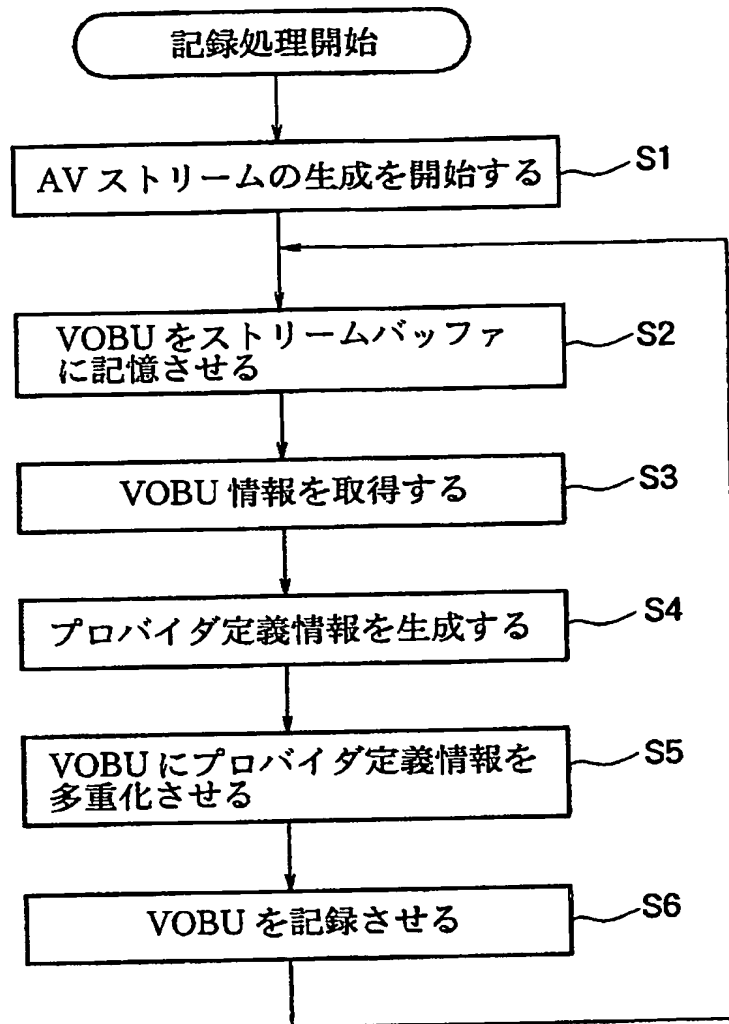 記録処理開始
AVストリームの生成を開始する
S1
VOBUをストリームバッファ
に記憶させる
S2
VOBU情報を取得する
S3
プロバイダ定義情報を生成する
S4
VOBUにプロバイダ定義情報を
多重化させる
S5
VOBUを記録させる
S6